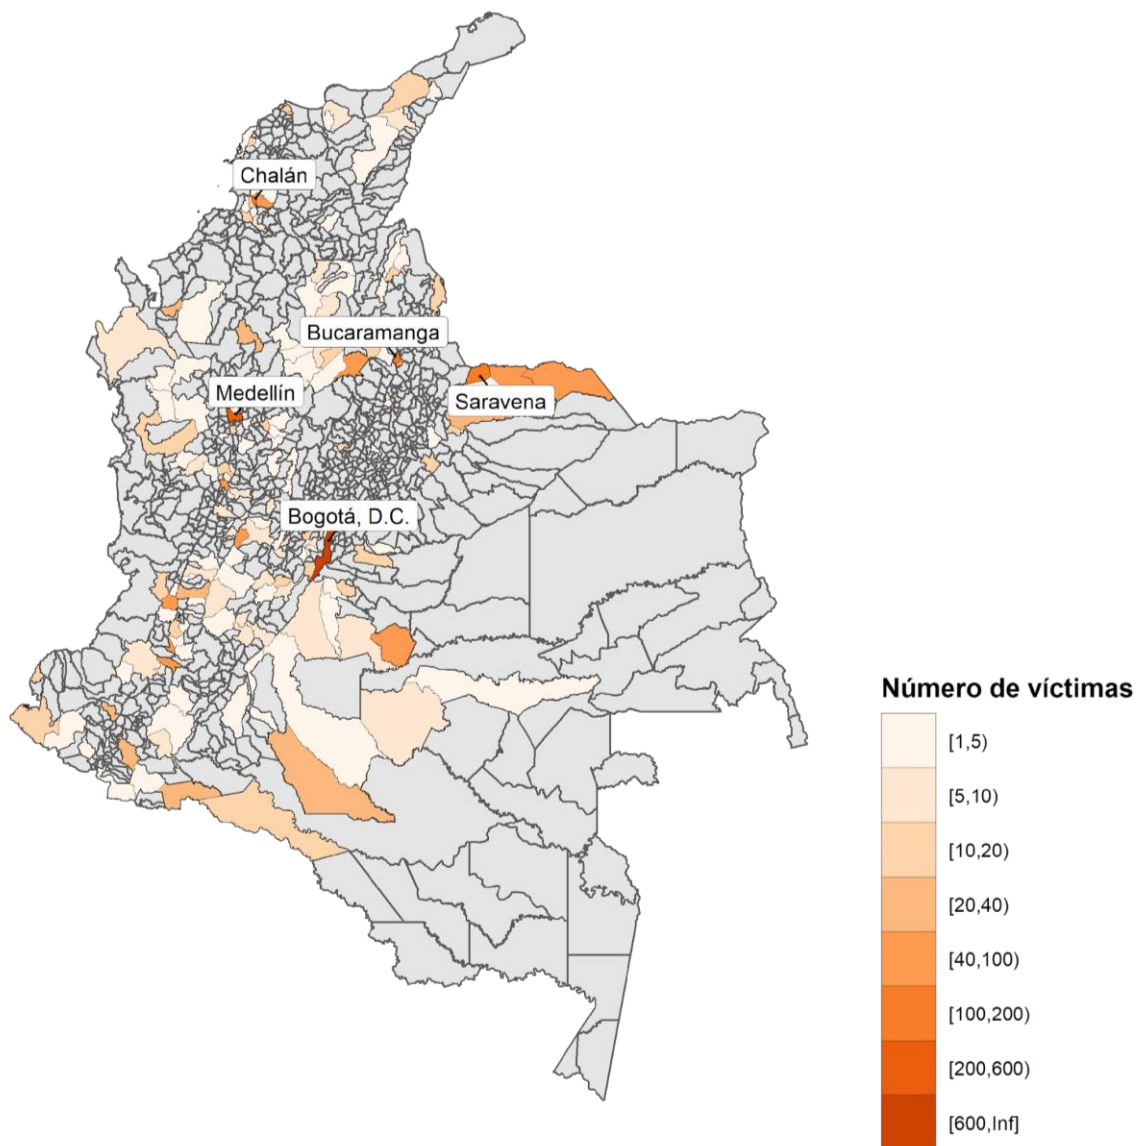 Chalán
Bucaramanga
Medellín
Saravena
Bogotá, D.C.
Número de víctimas
[1,5)
[5,10)
[10,20)
[20,40)
[40,100)
[100,200)
[200,600)
[600,Inf]